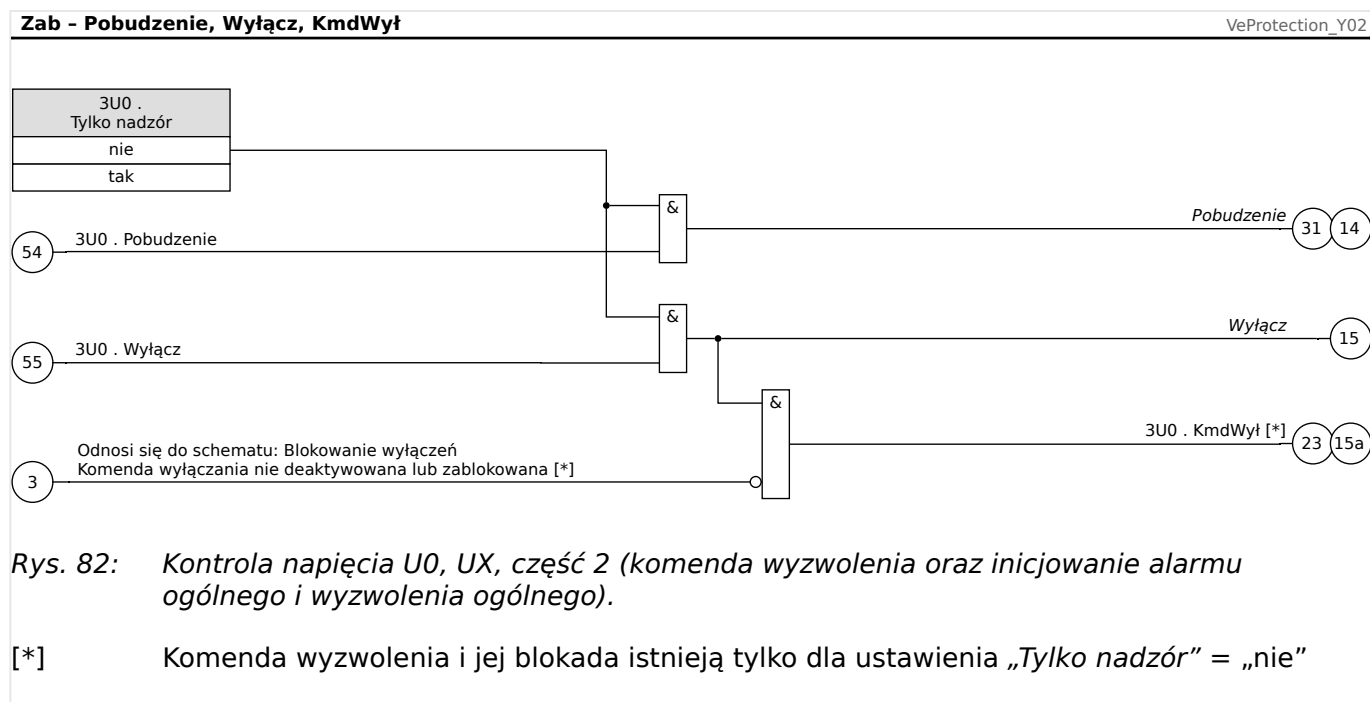 Zab – Pobudzenie, Wyłącz, KmdWył
VeProtection_Y02
3U0 .
Tylko nadzór
nie
tak
&
Pobudzenie
31
14
54
3U0 . Pobudzenie
&
Wyłącz
15
55
3U0 . Wyłącz
&
3U0 . KmdWył [*]
23
15a
Odnosi się do schematu: Blokowanie wyłączeń
Komenda wyłączania nie deaktywowana lub zablokowana [*]
3
Rys. 82: Kontrola napięcia U0, UX, część 2 (komenda wyzwolenia oraz inicjowanie alarmu
ogólnego i wyzwolenia ogólnego).
[*] Komenda wyzwolenia i jej blokada istnieją tylko dla ustawienia „Tylko nadzór” = „nie”